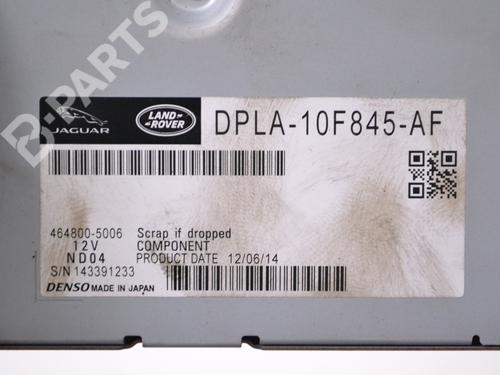 B-PARTS
JAGUAR
LAND-
ROVER
DPLA-10F845-AF
464800-5006 Scrap if dropped
12V COMPONENT
ND04 PRODUCT DATE 12/06/14
S/N 143391233
DENSO MADE IN JAPAN